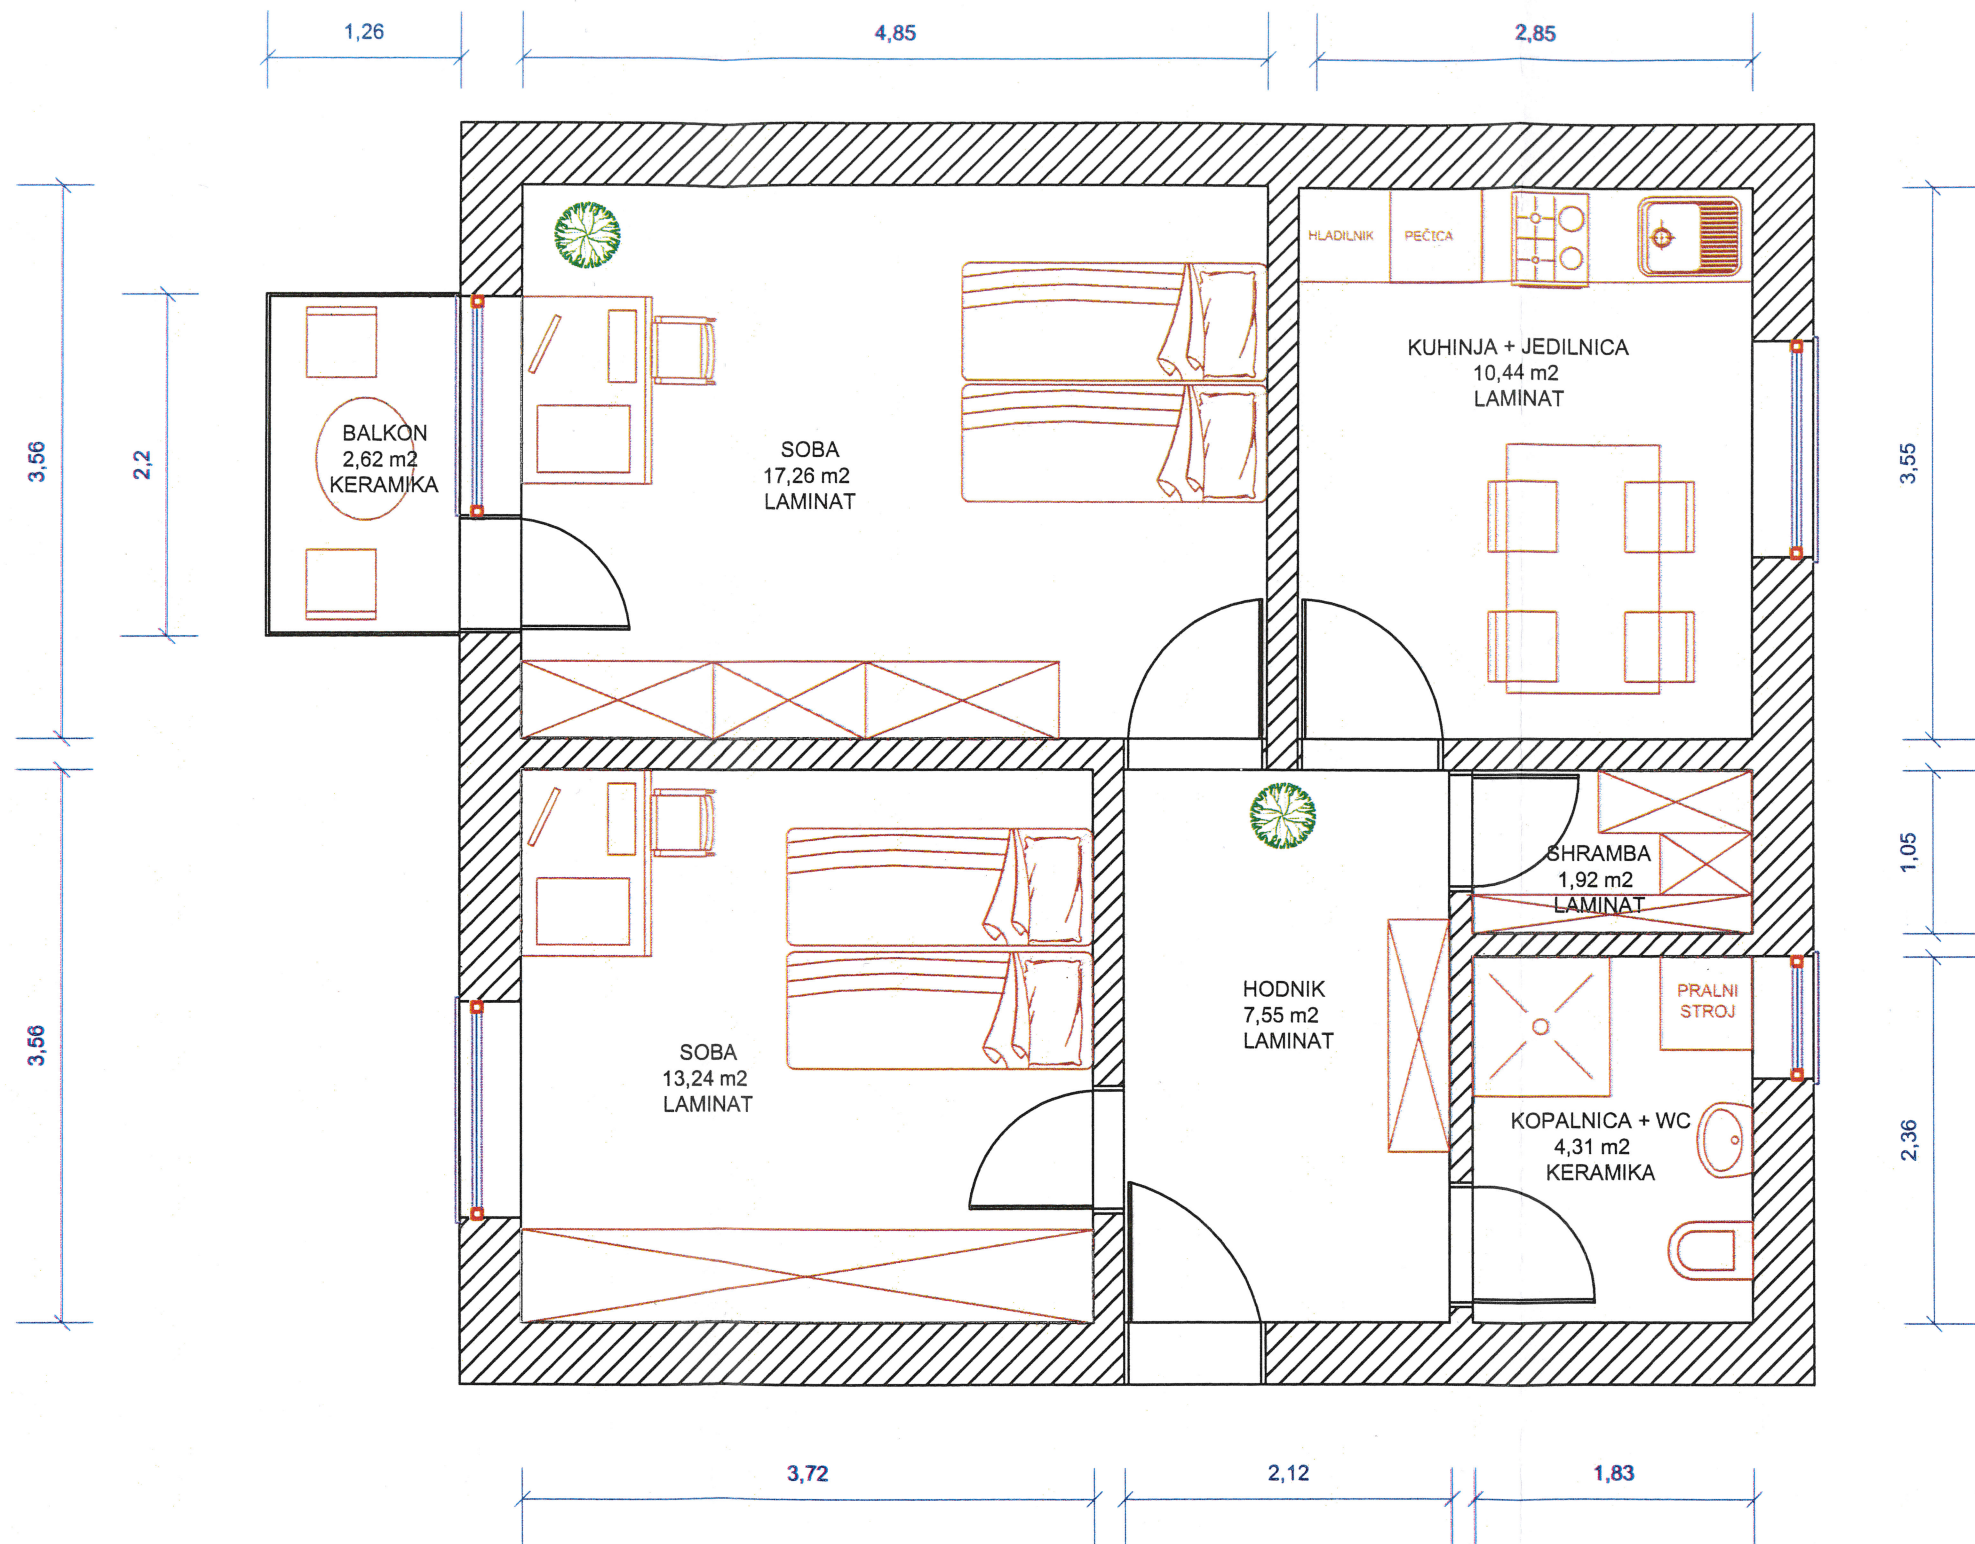 1,26
4,85
2,85
HLADILNIK
PEČICA
KUHINJA + JEDILNICA
10,44 m2
LAMINAT
BALKON
2,62 m2
KERAMIKA
SOBA
17,26 m2
LAMINAT
3,56
2,2
3,55
SHRAMBA
1,92 m2
LAMINAT
1,05
HODNIK
7,55 m2
LAMINAT
PRALNI
STROJ
SOBA
13,24 m2
LAMINAT
3,56
KOPALNICA + WC
4,31 m2
KERAMIKA
2,36
3,72
2,12
1,83